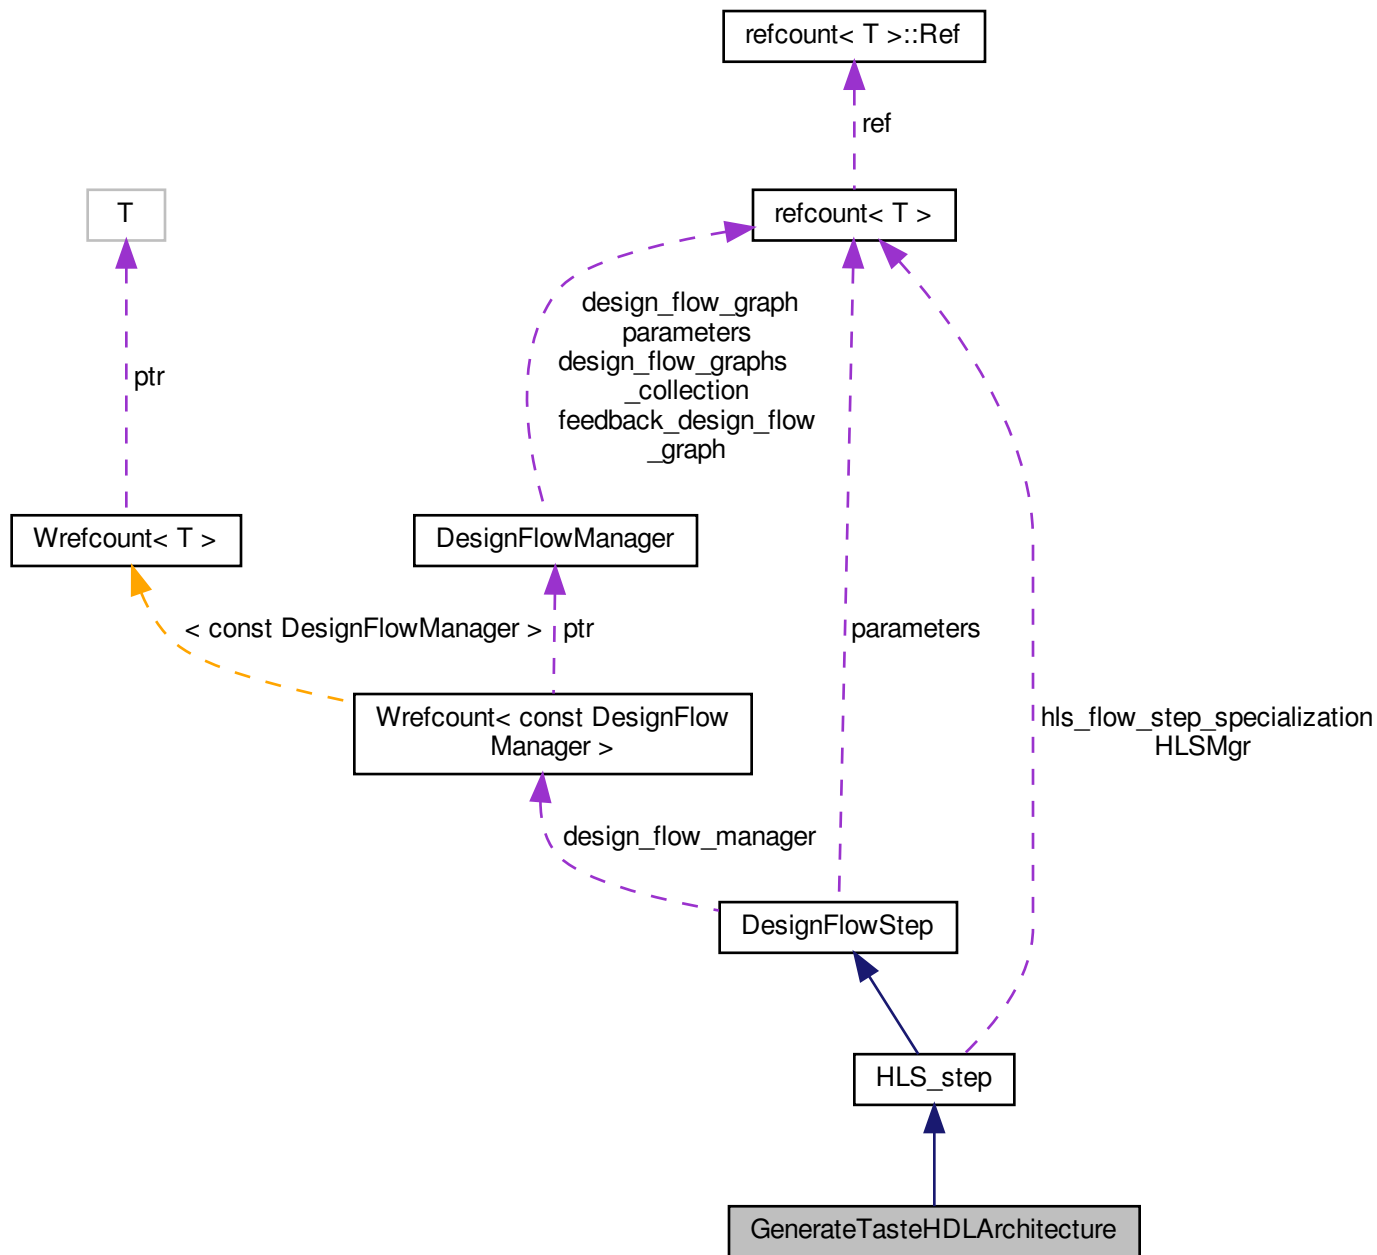 refcount< T >::Ref
ref
T
refcount< T >
design_flow_graph
parameters
design_flow_graphs
_collection
feedback_design_flow
_graph
ptr
Wrefcount< T >
DesignFlowManager
< const DesignFlowManager >
ptr
parameters
Wrefcount< const DesignFlow
Manager >
hls_flow_step_specialization
HLSMgr
design_flow_manager
DesignFlowStep
HLS_step
GenerateTasteHDLArchitecture